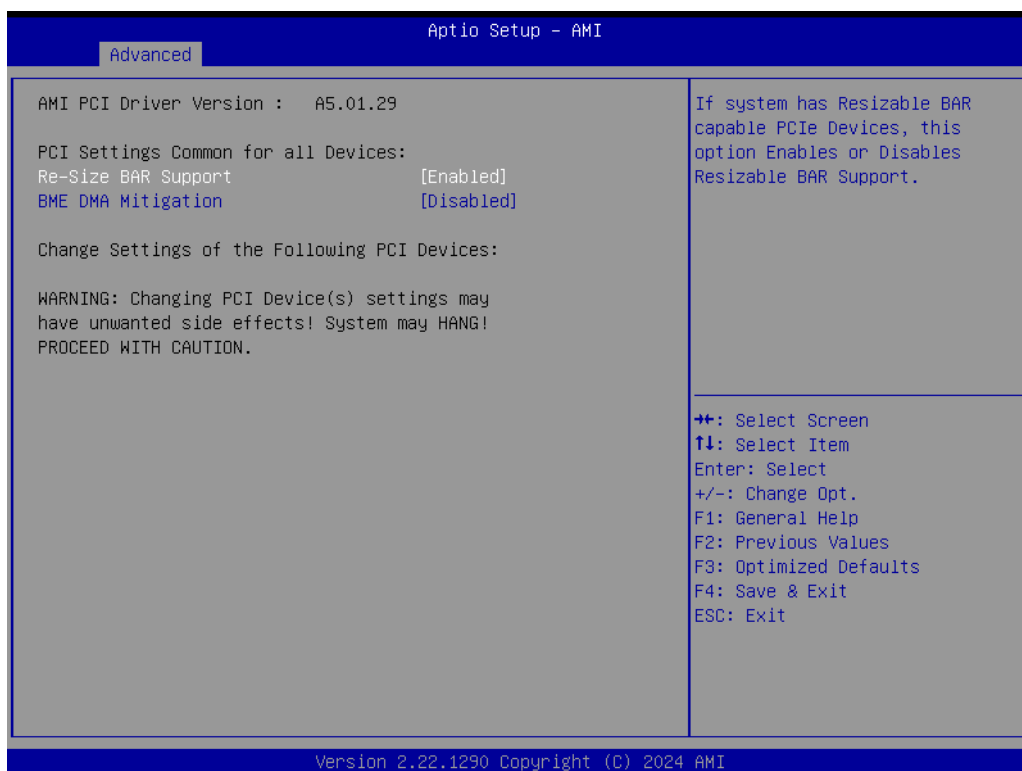 Aptio Setup – AMI
Advanced
AMI PCI Driver Version :   A5.01.29
PCI Settings Common for all Devices:
Re-Size BAR Support   [Enabled]
BME DMA Mitigation   [Disabled]
Change Settings of the Following PCI Devices:
WARNING: Changing PCI Device(s) settings may
have unwanted side effects! System may HANG!
PROCEED WITH CAUTION.
If system has Resizable BAR
capable PCIe Devices, this
option Enables or Disables
Resizable BAR Support.
→←: Select Screen
↑↓: Select Item
Enter: Select
+/-: Change Opt.
F1: General Help
F2: Previous Values
F3: Optimized Defaults
F4: Save & Exit
ESC: Exit
Version 2.22.1290 Copyright (C) 2024 AMI